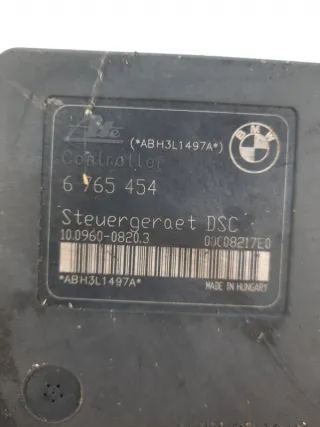 Ate (*ABH3L1497A*) BMW
Controller
6 765 454
Steuergeraet DSC
10.0960-0820.3 00C08217E0
*ABH3L1497A* MADE IN HUNGARY